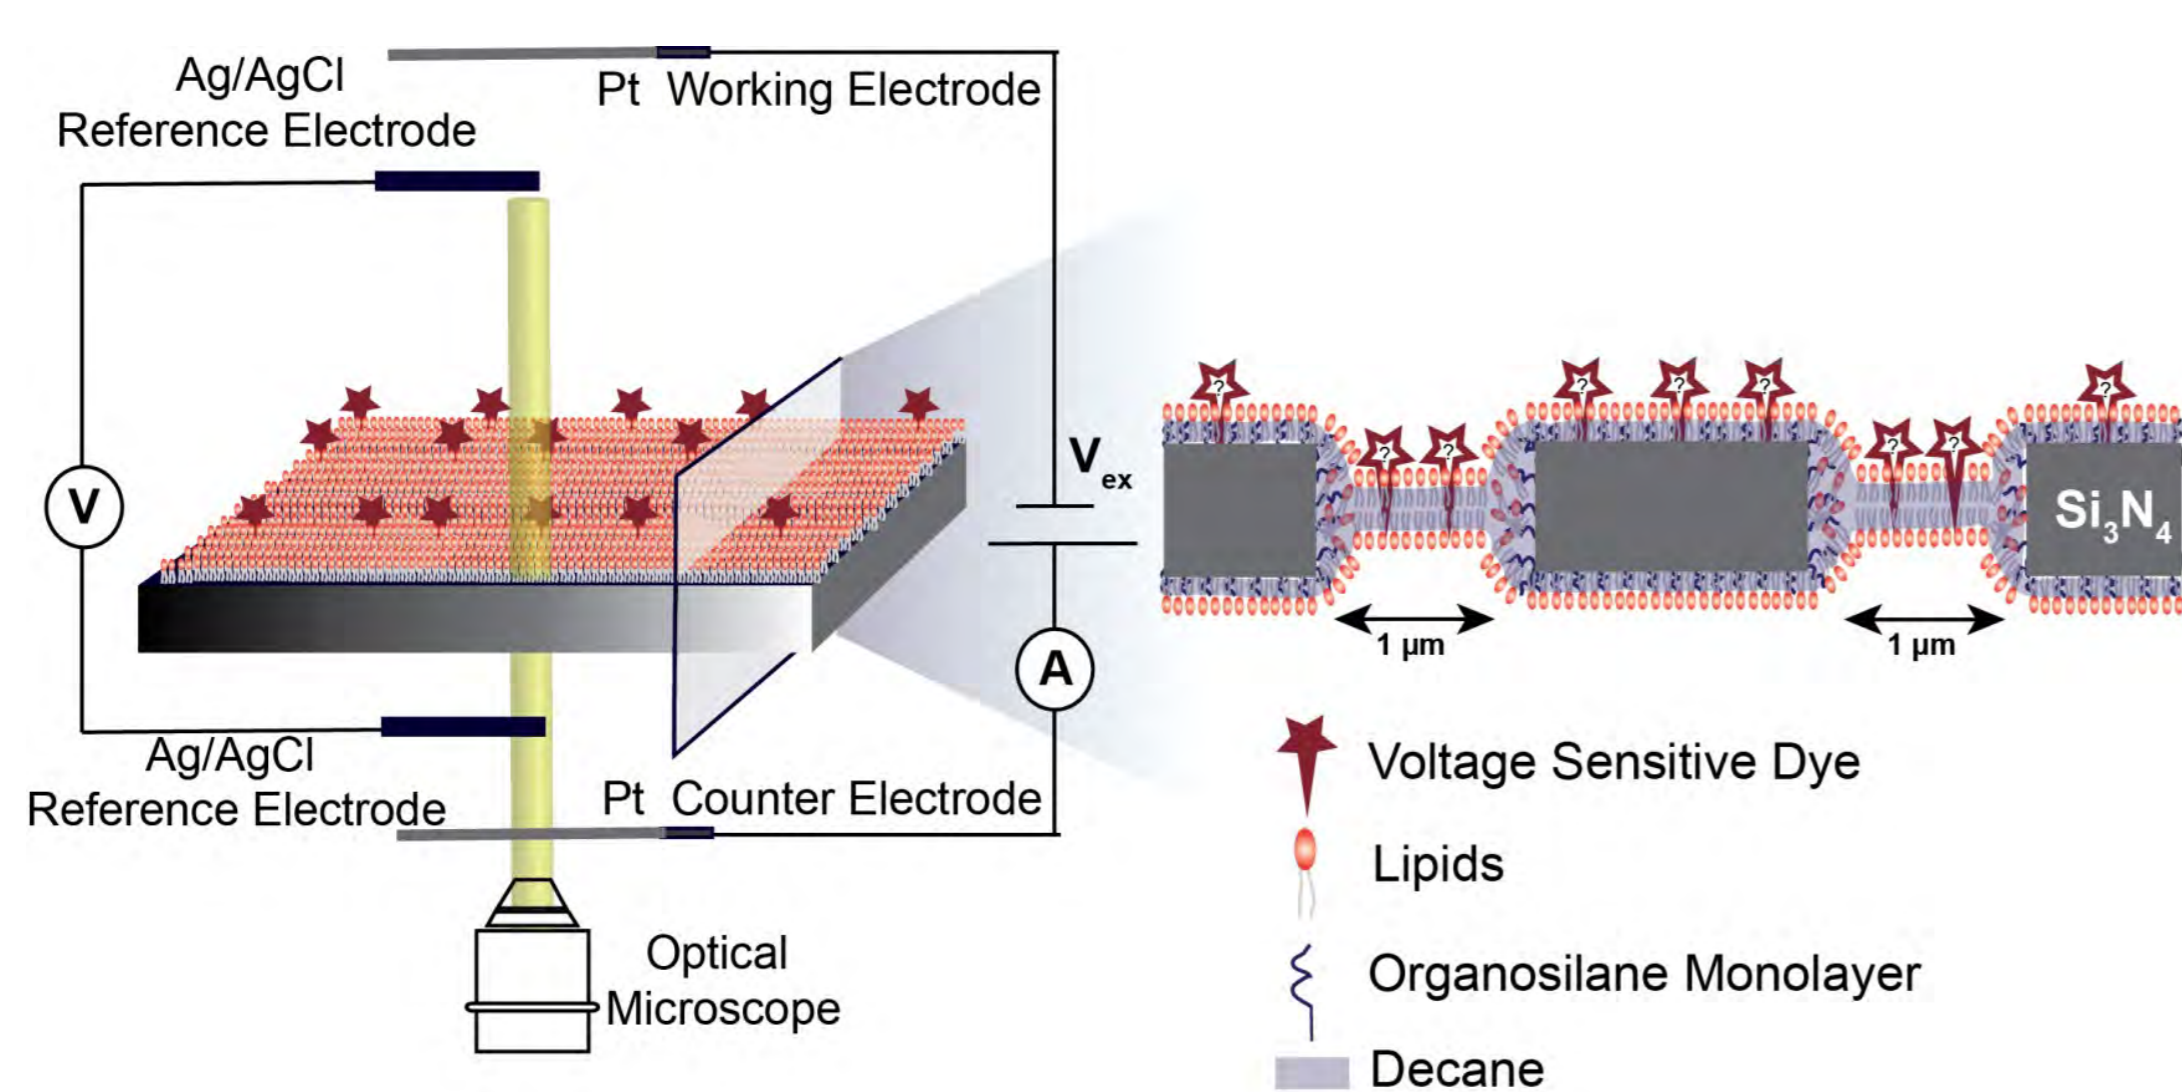 Ag/AgCl
Reference Electrode
Pt Working Electrode
V
V_ex
A
Ag/AgCl
Reference Electrode
Pt Counter Electrode
Optical
Microscope
? ? ? ? ?
? ? ? ?
Si₃N₄
1 µm 1 µm
Voltage Sensitive Dye
Lipids
Organosilane Monolayer
Decane